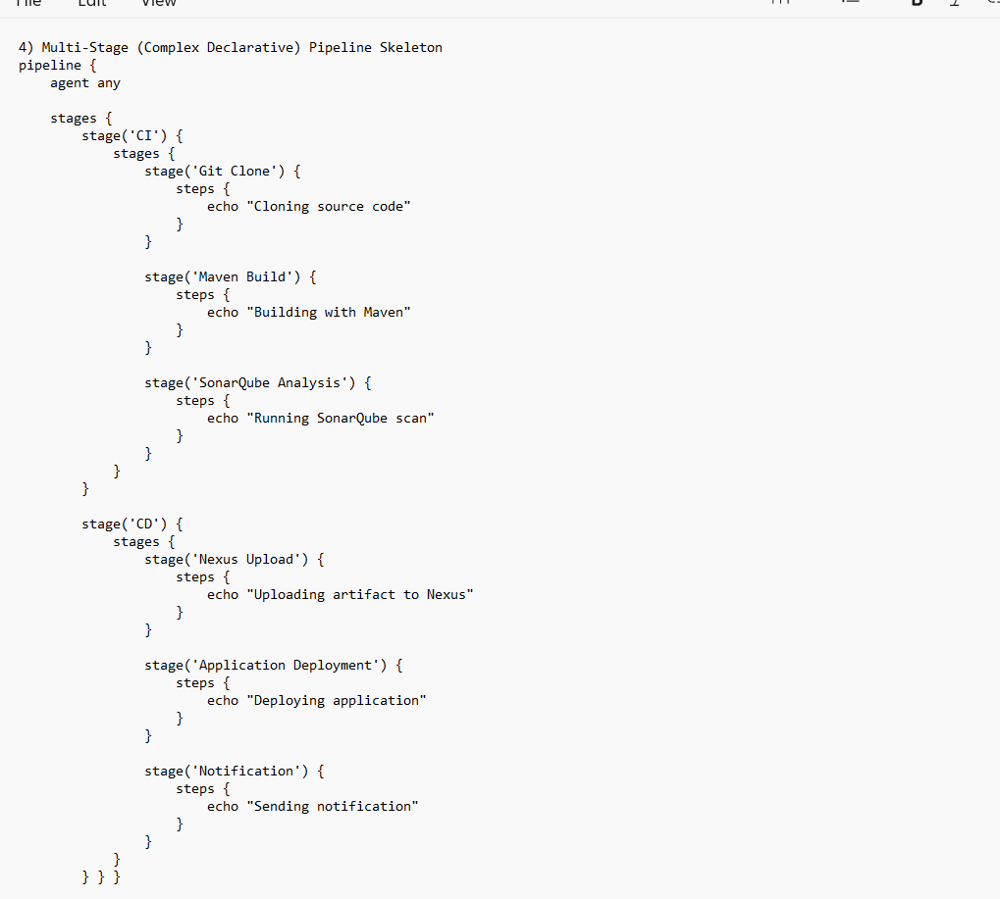 File Edit View
4) Multi-Stage (Complex Declarative) Pipeline Skeleton
pipeline {
    agent any

    stages {
        stage('CI') {
            stages {
                stage('Git Clone') {
                    steps {
                        echo "Cloning source code"
                    }
                }

                stage('Maven Build') {
                    steps {
                        echo "Building with Maven"
                    }
                }

                stage('SonarQube Analysis') {
                    steps {
                        echo "Running SonarQube scan"
                    }
                }
            }
        }

        stage('CD') {
            stages {
                stage('Nexus Upload') {
                    steps {
                        echo "Uploading artifact to Nexus"
                    }
                }

                stage('Application Deployment') {
                    steps {
                        echo "Deploying application"
                    }
                }

                stage('Notification') {
                    steps {
                        echo "Sending notification"
                    }
                }
            }
        } } }